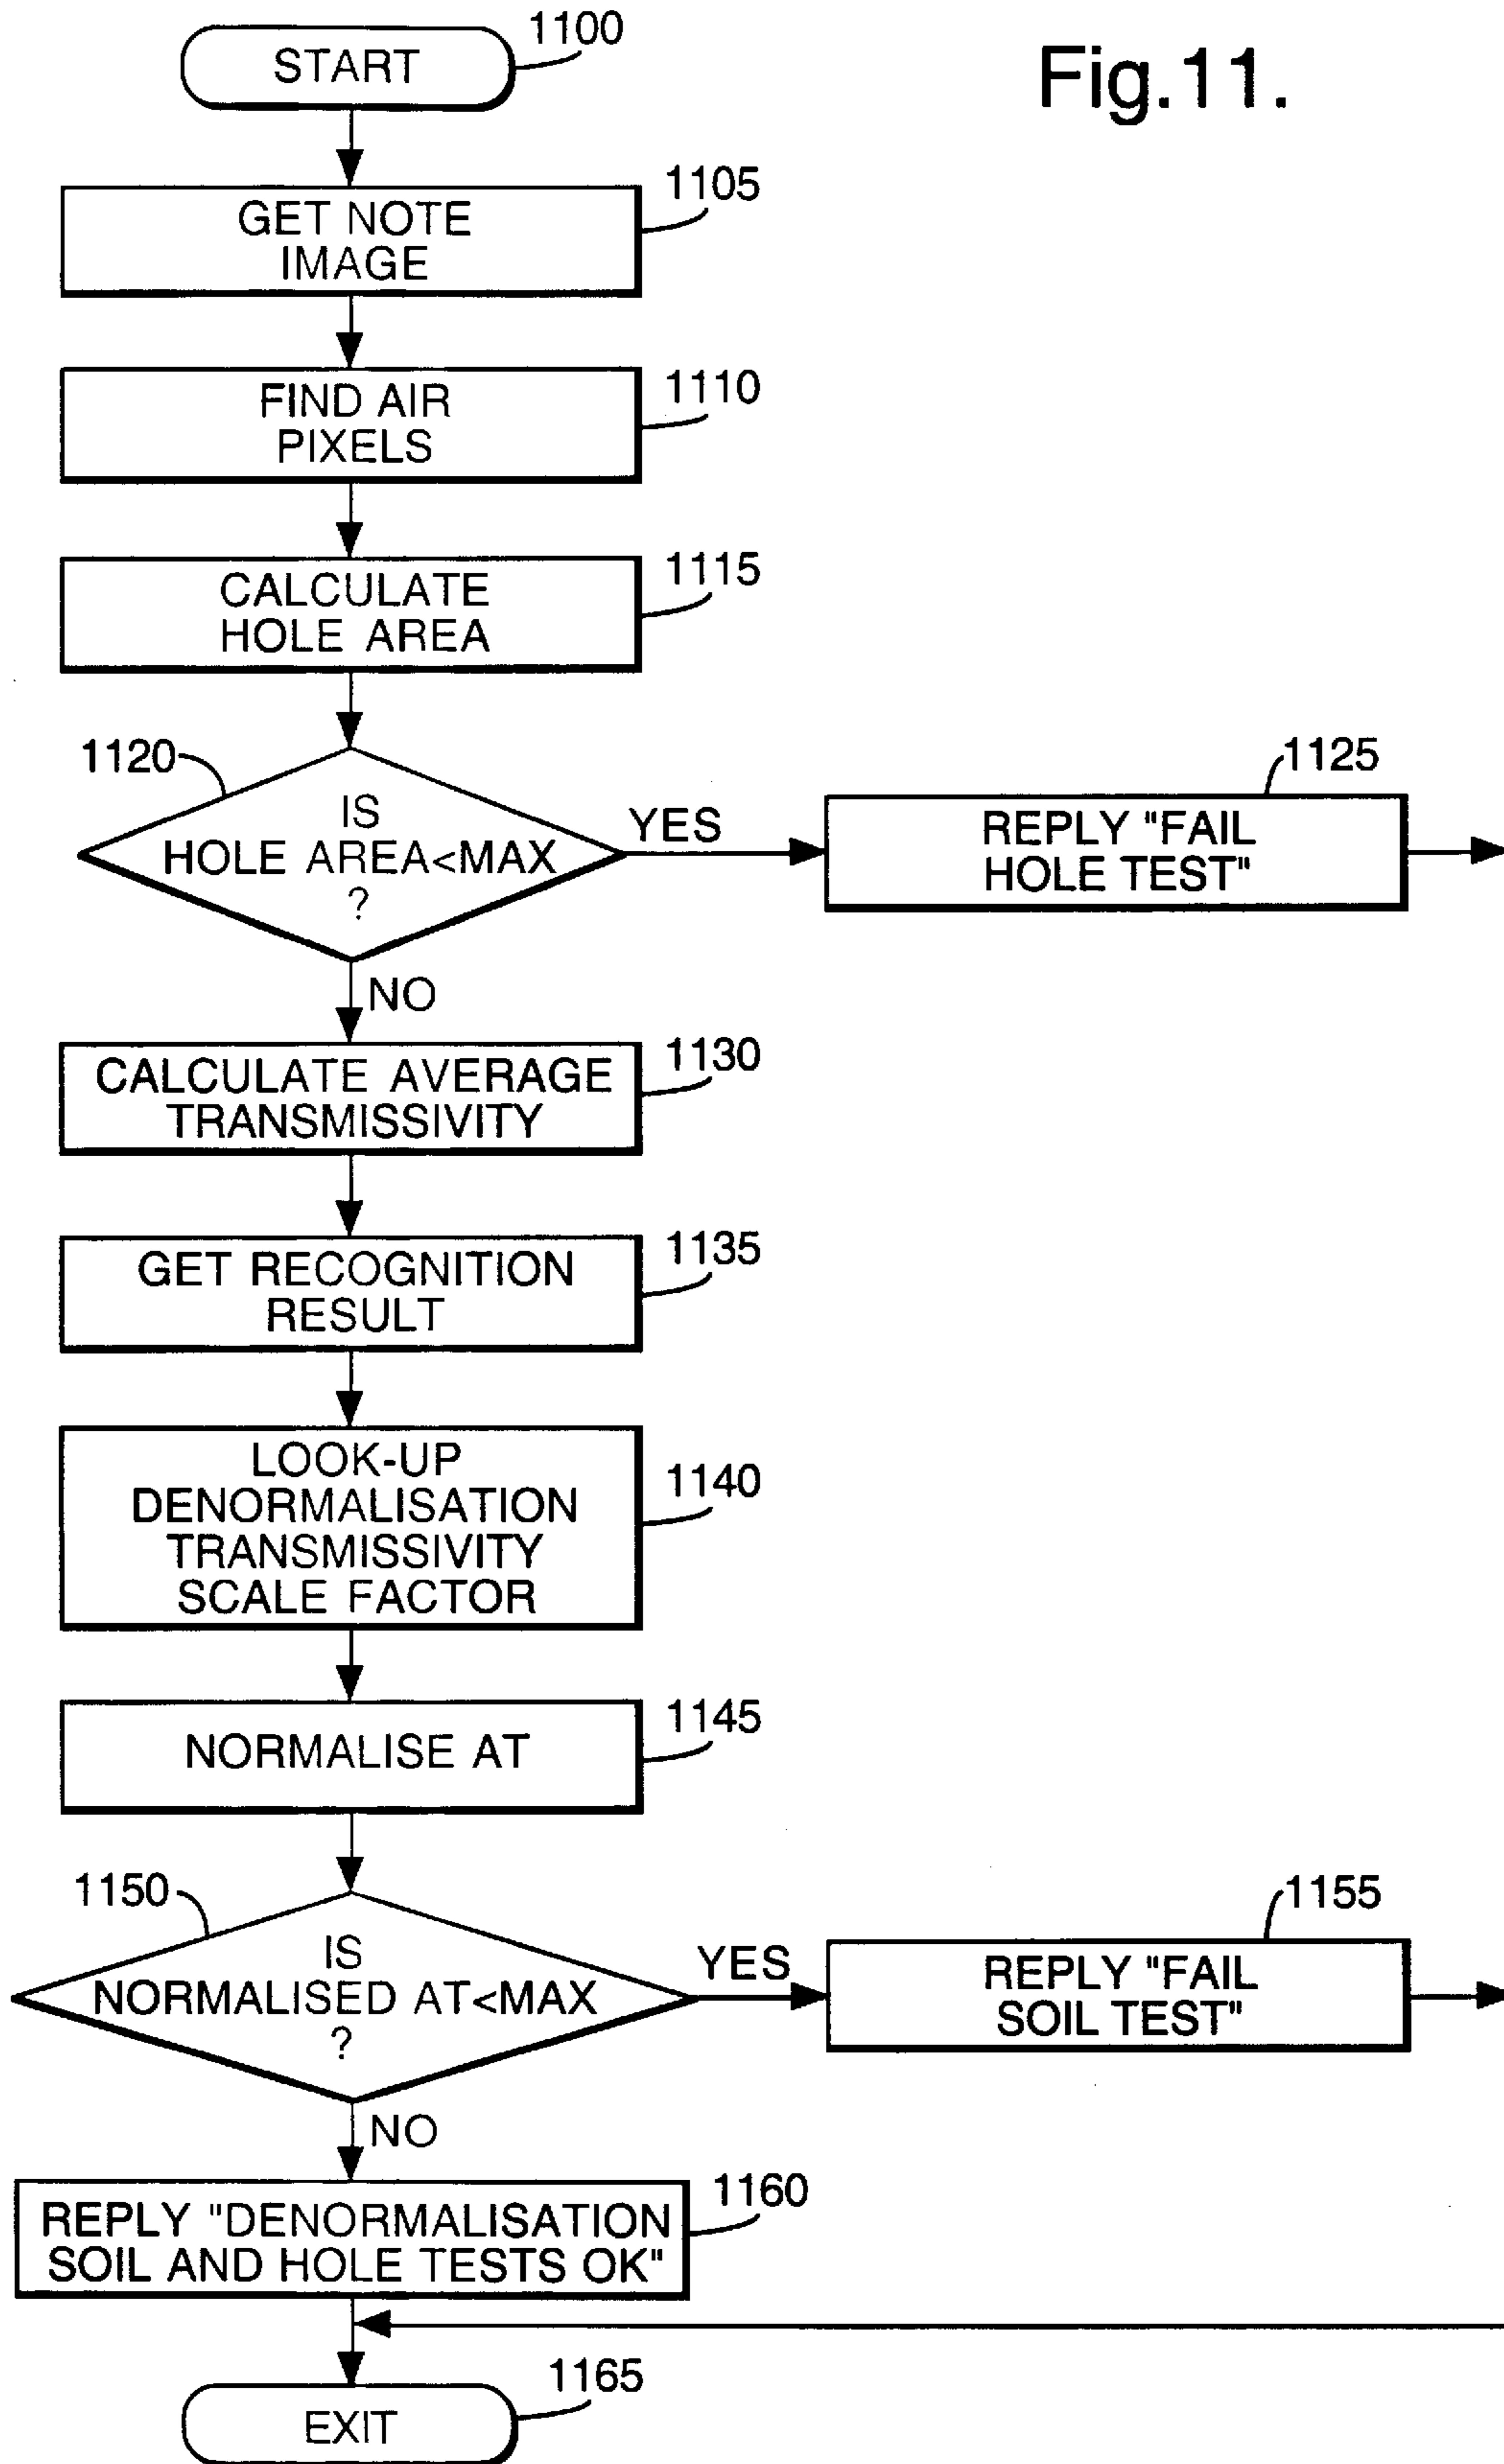 Fig.11.
START
1100
GET NOTE
IMAGE
1105
FIND AIR
PIXELS
1110
CALCULATE
HOLE AREA
1115
1120
IS
HOLE AREA<MAX
?
YES
1125
REPLY "FAIL
HOLE TEST"
NO
CALCULATE AVERAGE
TRANSMISSIVITY
1130
GET RECOGNITION
RESULT
1135
LOOK-UP
DENORMALISATION
TRANSMISSIVITY
SCALE FACTOR
1140
NORMALISE AT
1145
1150
IS
NORMALISED AT<MAX
?
YES
1155
REPLY "FAIL
SOIL TEST"
NO
REPLY "DENORMALISATION
SOIL AND HOLE TESTS OK"
1160
EXIT
1165